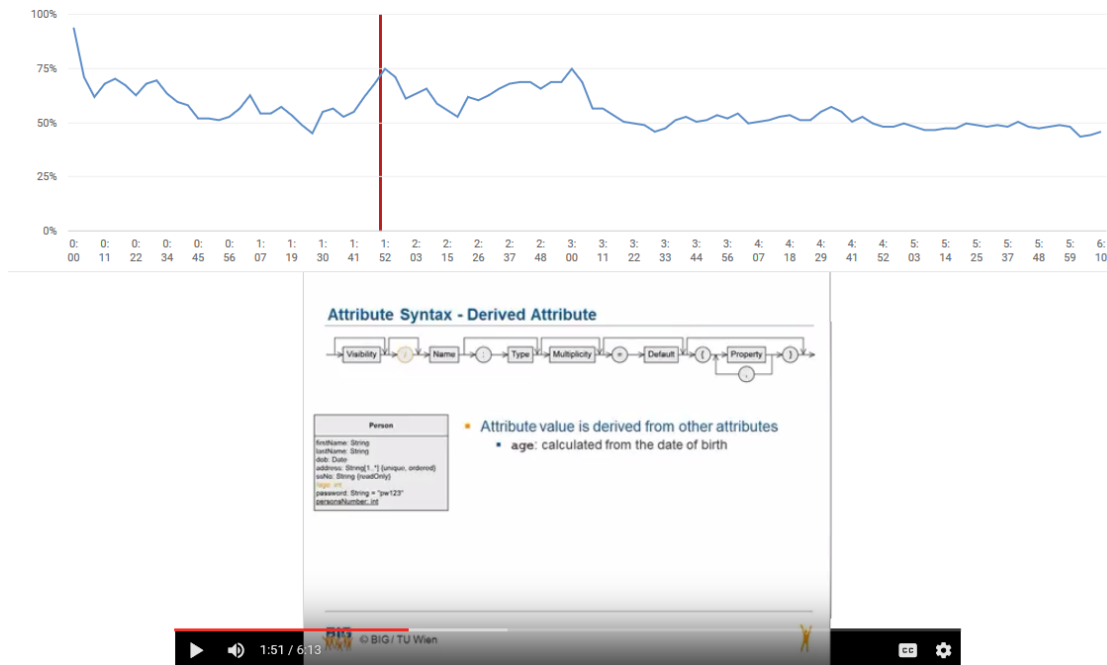 100%
75%
50%
25%
0%
0:00 0:11 0:22 0:34 0:45 0:56 1:07 1:19 1:30 1:41 1:52 2:03 2:15 2:26 2:37 2:48 3:00 3:11 3:22 3:33 3:44 3:56 4:07 4:18 4:29 4:41 4:52 5:03 5:14 5:25 5:37 5:48 5:59 6:10
Attribute Syntax - Derived Attribute
Visibility / Name : Type Multiplicity = Default { Property }
,
Person
firstName: String
lastName: String
dob: Date
address: String[1..*] {unique, ordered}
ssNo: String {readOnly}
/age: int
password: String = "pw123"
personsNumber: int
Attribute value is derived from other attributes
age: calculated from the date of birth
BIG
© BIG / TU Wien
1:51 / 6:13
CC